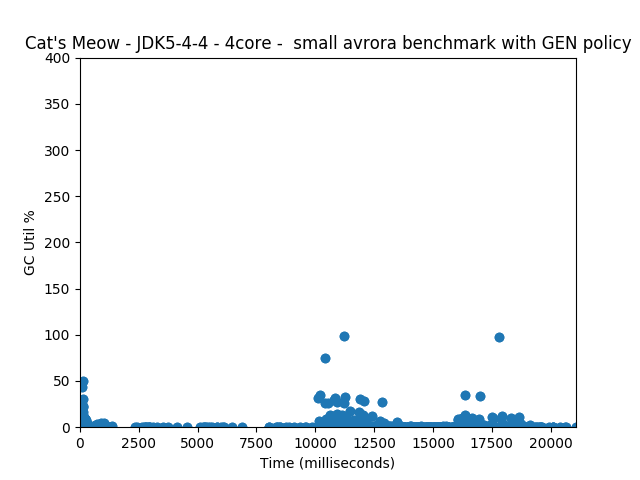 Cat's Meow - JDK5-4-4 - 4core -  small avrora benchmark with GEN policy
400
350
300
250
200
150
100
50
0
GC Util %
0 2500 5000 7500 10000 12500 15000 17500 20000
Time (milliseconds)